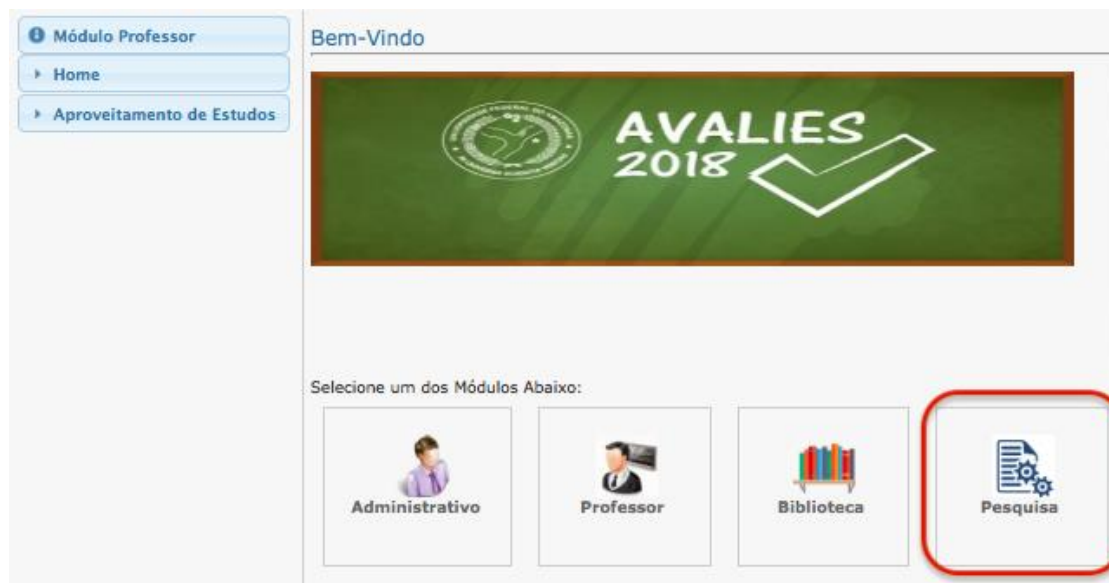 Módulo Professor
Home
Aproveitamento de Estudos
Bem-Vindo
AVALIES
2018
Selecione um dos Módulos Abaixo:
Administrativo
Professor
Biblioteca
Pesquisa